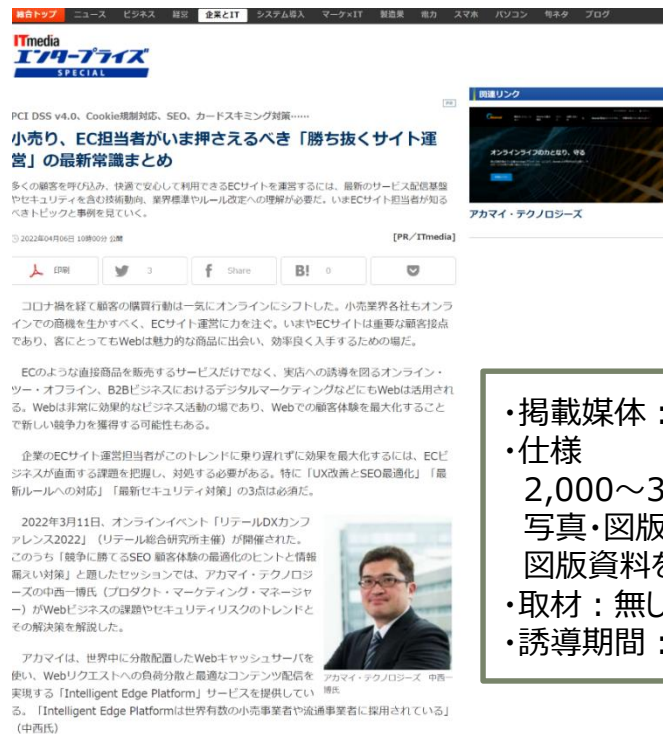 総合トップ ニュース ビジネス 経営 企業とIT システム導入 マーケ×IT 製造業 電力 スマホ パソコン 旬ネタ ブログ
ITmedia
エンタープライズ
SPECIAL
PR
PCI DSS v4.0、Cookie規制対応、SEO、カードスキミング対策……
小売り、EC担当者がいま押さえるべき「勝ち抜くサイト運
営」の最新常識まとめ
多くの顧客を呼び込み、快適で安心して利用できるECサイトを運営するには、最新のサービス配信基盤
やセキュリティを含む技術動向、業界標準やルール改定への理解が必要だ。いまECサイト担当者が知る
べきトピックと事例を見ていく。
2022年04月06日 10時00分 公開
[PR/ITmedia]
印刷 3 Share B! 0
コロナ禍を経て顧客の購買行動は一気にオンラインにシフトした。小売業界各社もオンラ
インでの商機を生かすべく、ECサイト運営に力を注ぐ。いまやECサイトは重要な顧客接点
であり、客にとってもWebは魅力的な商品に出会い、効率良く入手するための場だ。
ECのような直接商品を販売するサービスだけでなく、実店への誘導を図るオンライン・
ツー・オフライン、B2BビジネスにおけるデジタルマーケティングなどにもWebは活用され
る。Webは非常に効果的なビジネス活動の場であり、Webでの顧客体験を最大化すること
で新しい競争力を獲得する可能性もある。
企業のECサイト運営担当者がこのトレンドに乗り遅れずに効果を最大化するには、ECビ
ジネスが直面する課題を把握し、対処する必要がある。特に「UX改善とSEO最適化」「最
新ルールへの対応」「最新セキュリティ対策」の3点は必須だ。
2022年3月11日、オンラインイベント「リテールDXカンフ
ァレンス2022」(リテール総合研究所主催)が開催された。
このうち「競争に勝てるSEO 顧客体験の最適化のヒントと情報
漏えい対策」と題したセッションでは、アカマイ・テクノロジ
ーズの中西一博氏(プロダクト・マーケティング・マネージャ
ー)がWebビジネスの課題やセキュリティリスクのトレンドと
その解決策を解説した。
アカマイ・テクノロジーズ 中西一
博氏
アカマイは、世界中に分散配置したWebキャッシュサーバを
使い、Webリクエストへの負荷分散と最適なコンテンツ配信を
実現する「Intelligent Edge Platform」サービスを提供してい
る。「Intelligent Edge Platformは世界有数の小売事業者や流通事業者に採用されている」
(中西氏)
関連リンク
オンラインライフの力となり、守る
アカマイ・テクノロジーズ
・掲載媒体：
・仕様
2,000～3
写真・図版
図版資料を
・取材：無し
・誘導期間：